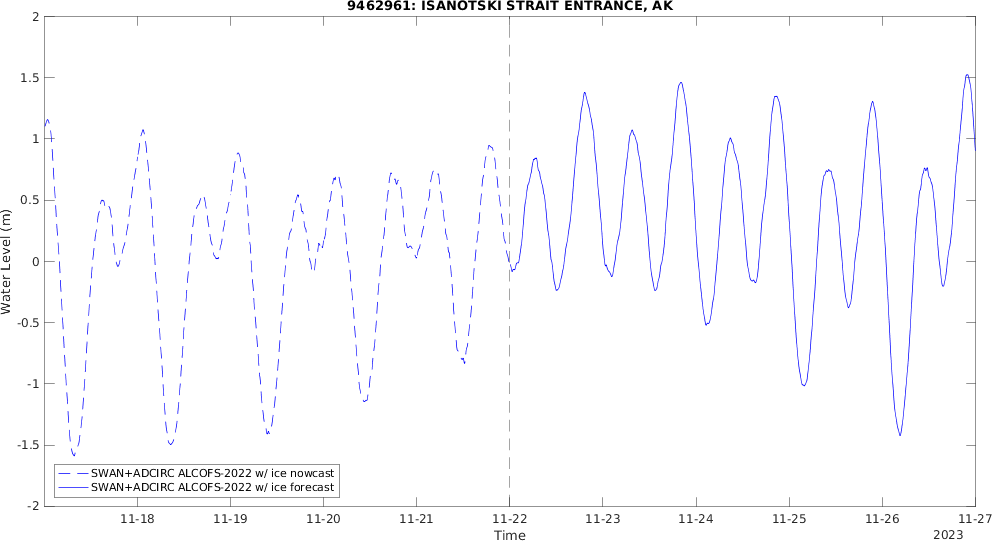 9462961: ISANOTSKI STRAIT ENTRANCE, AK
2
1.5
1
0.5
0
-0.5
-1
-1.5
-2
Water Level (m)
SWAN+ADCIRC ALCOFS-2022 w/ ice nowcast
SWAN+ADCIRC ALCOFS-2022 w/ ice forecast
11-18 11-19 11-20 11-21 11-22 11-23 11-24 11-25 11-26 11-27
Time
2023